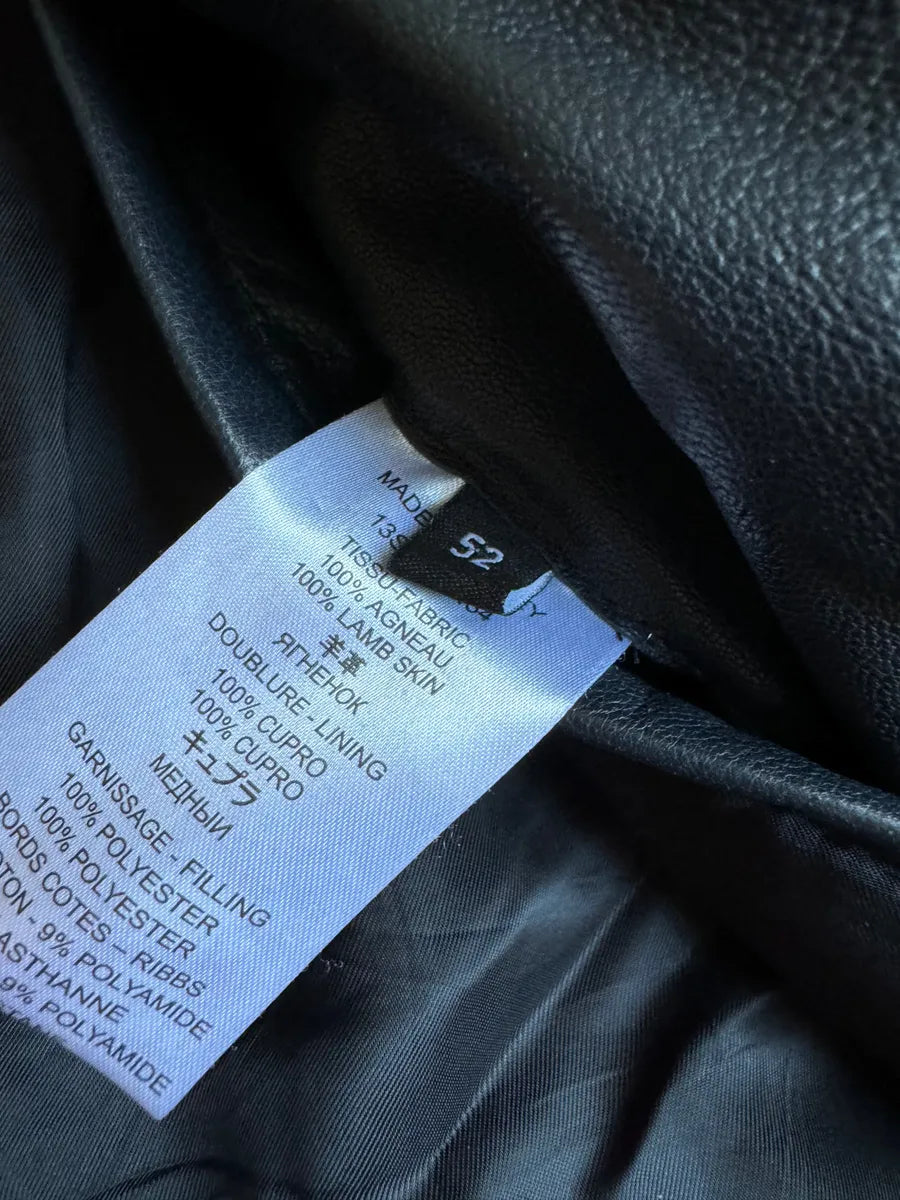 52
MADE
13S
Y
64
TISSU-FABRIC
100% AGNEAU
100% LAMB SKIN
羊革
ЯГНЕНОК
DOUBLURE - LINING
100% CUPRO
100% CUPRO
キュプラ
МЕДНЫЙ
GARNISSAGE - FILLING
100% POLYESTER
100% POLYESTER
BORDS COTES – RIBBS
TON - 9% POLYAMIDE
ASTHANNE
9% POLYAMIDE